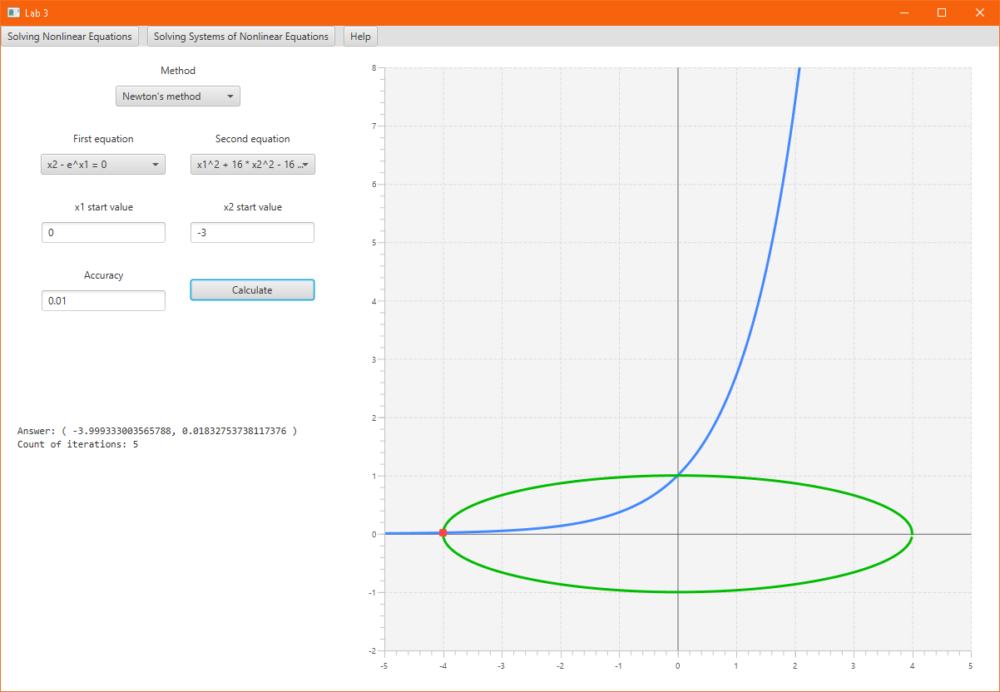 Lab 3
Solving Nonlinear Equations Solving Systems of Nonlinear Equations Help
Method
Newton's method
First equation Second equation
x2 - e^x1 = 0 x1^2 + 16 * x2^2 - 16 ...
x1 start value x2 start value
0 -3
Accuracy
0.01 Calculate
Answer: ( -3.999333003565788, 0.01832753738117376 )
Count of iterations: 5
8
7
6
5
4
3
2
1
0
-1
-2
-5 -4 -3 -2 -1 0 1 2 3 4 5